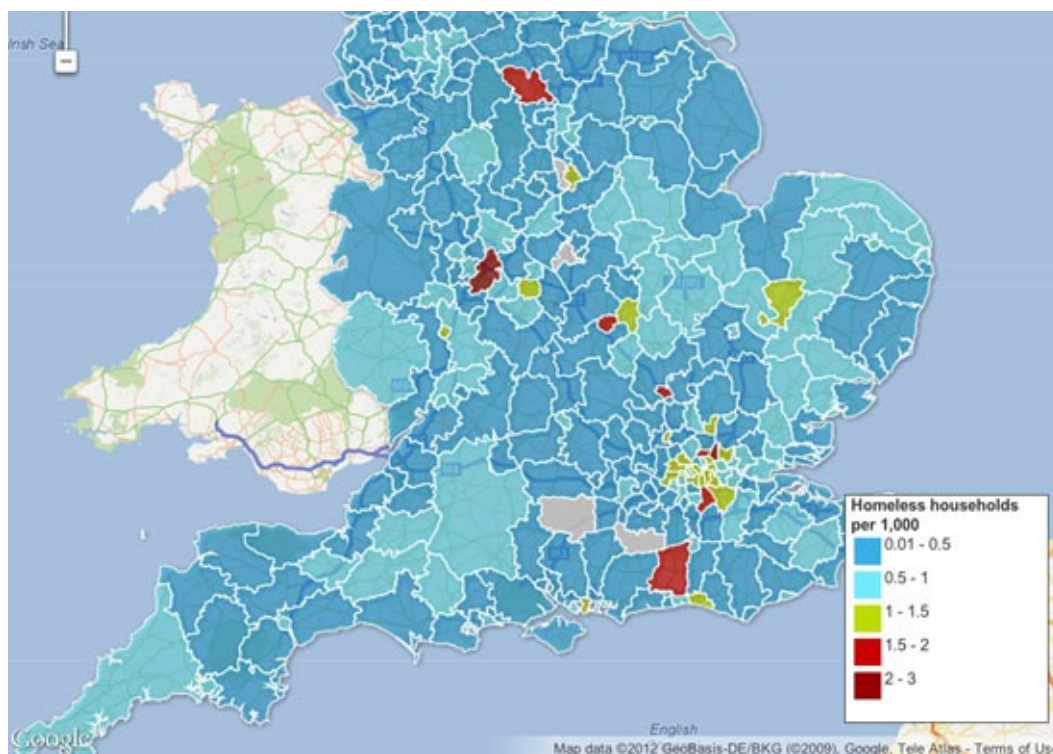 Irish Sea
Homeless households
per 1,000
0.01 - 0.5
0.5 - 1
1 - 1.5
1.5 - 2
2 - 3
English
Google
Map data ©2012 GeoBasis-DE/BKG (©2009), Google, Tele Atlas - Terms of Us